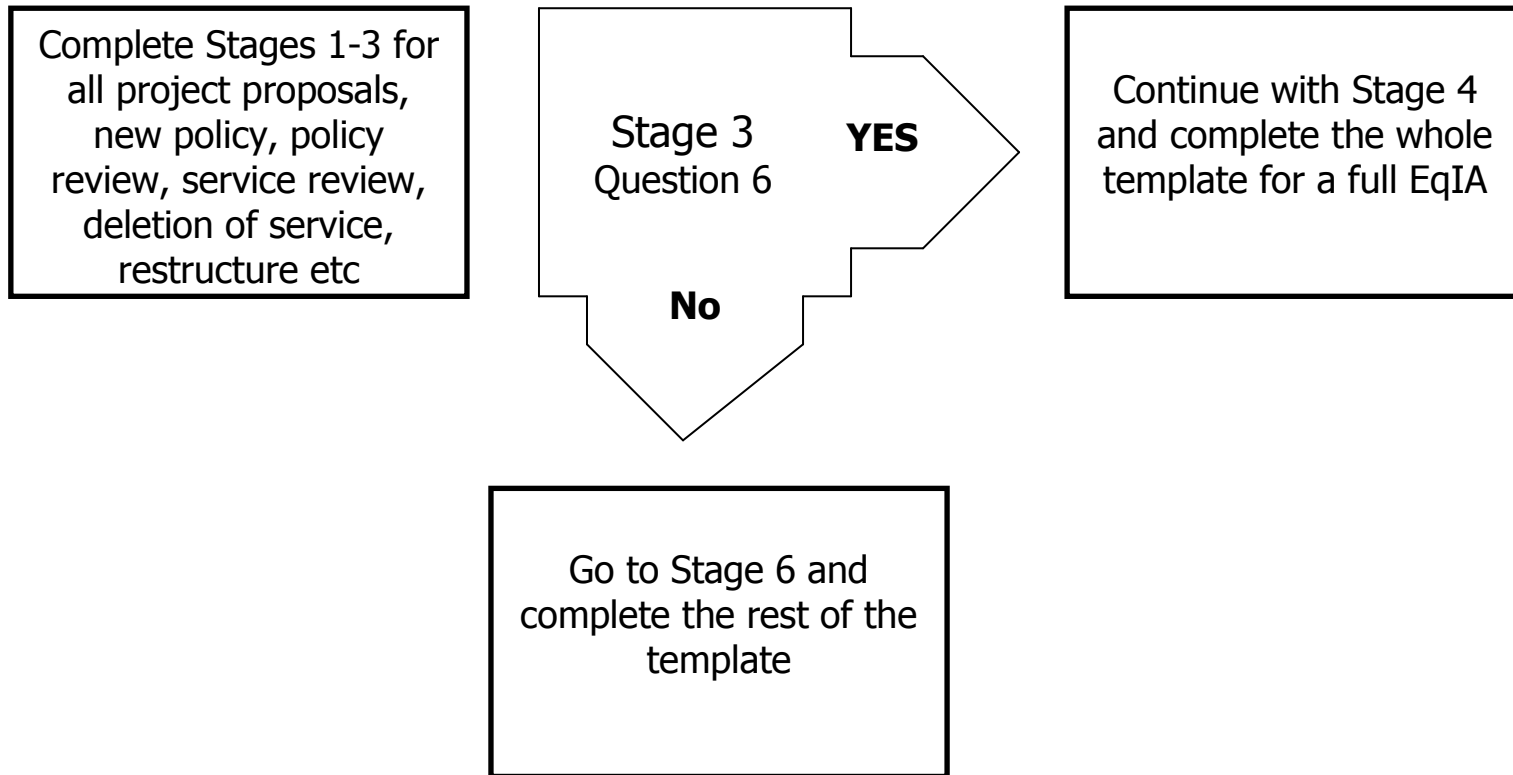 Complete Stages 1-3 for
all project proposals,
new policy, policy
review, service review,
deletion of service,
restructure etc
Stage 3
Question 6
YES
No
Continue with Stage 4
and complete the whole
template for a full EqIA
Go to Stage 6 and
complete the rest of the
template